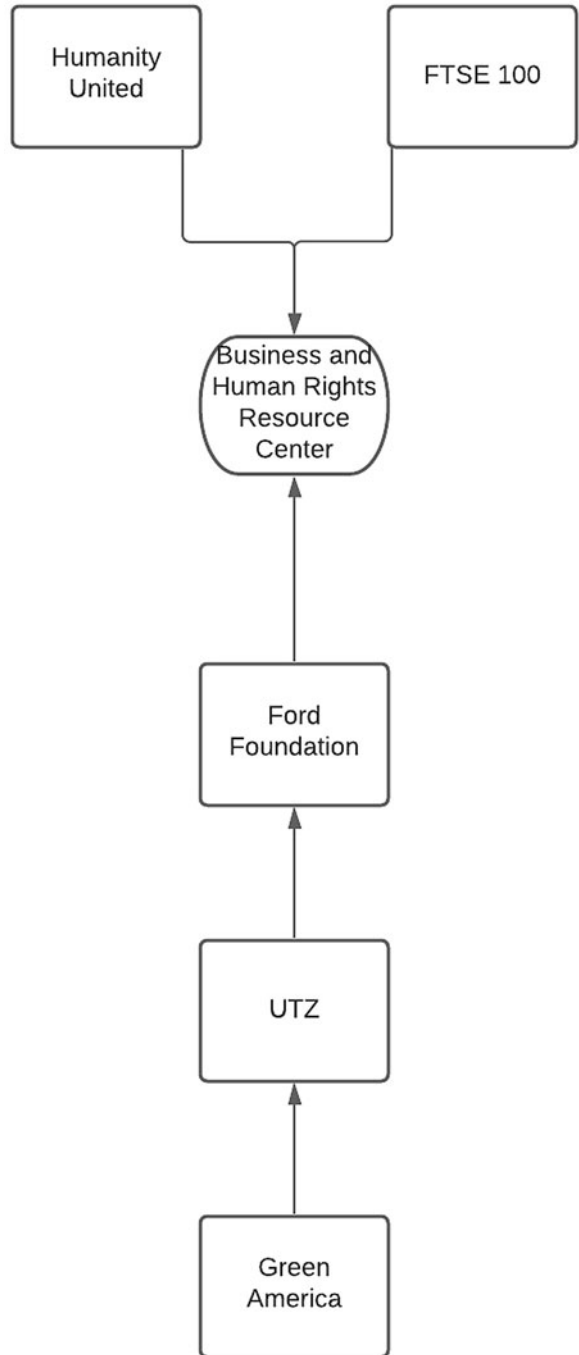 Humanity
United
FTSE 100
Business and
Human Rights
Resource
Center
Ford
Foundation
UTZ
Green
America